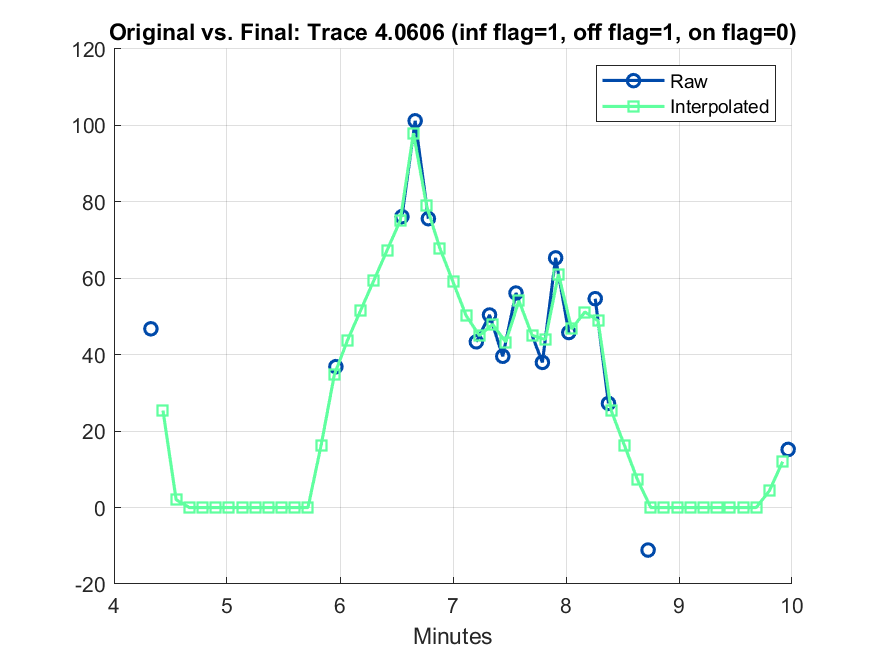 Original vs. Final: Trace 4.0606 (inf flag=1, off flag=1, on flag=0)
120
100
80
60
40
20
0
-20
Raw
Interpolated
4 5 6 7 8 9 10
Minutes